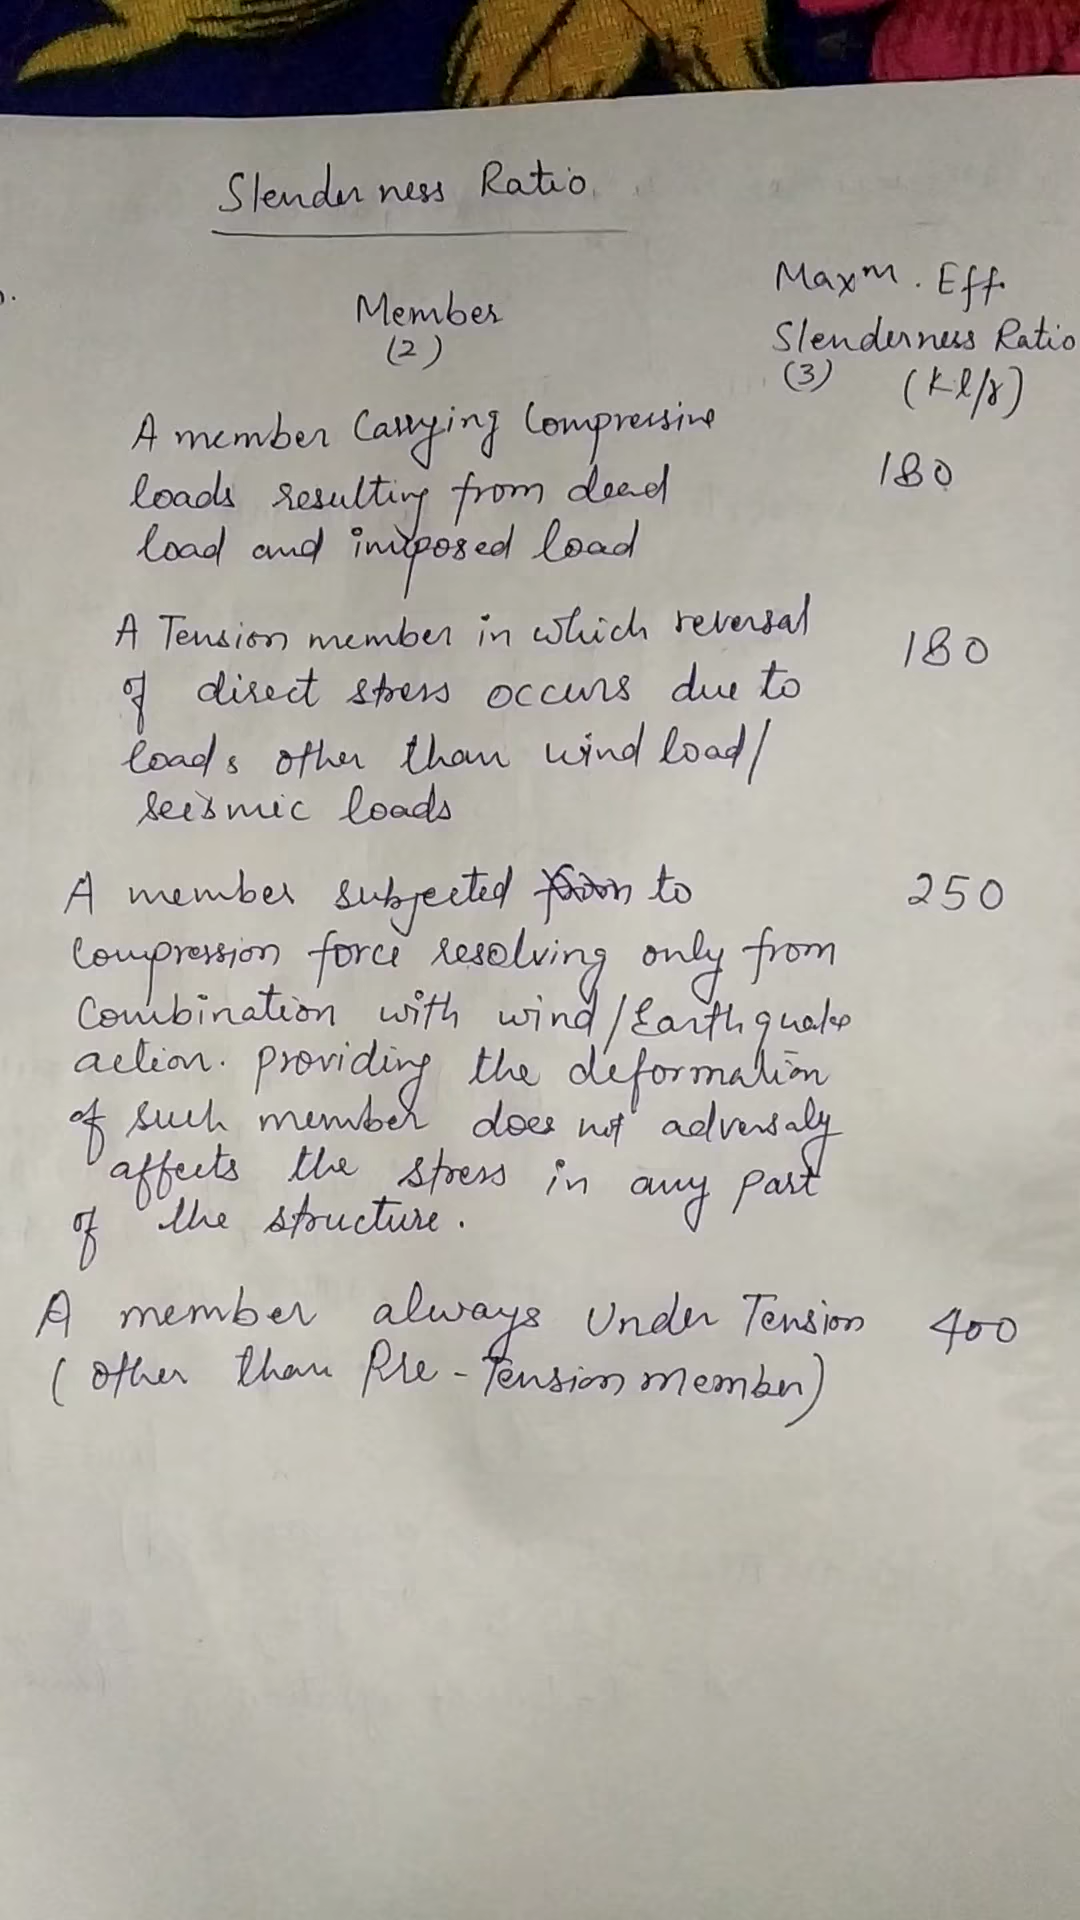 Slenderness Ratio.
Member
(2)
Maxm. Eff.
Slenderness Ratio
(3) (kl/r)
A member Carrying Compressive
loads resulting from dead
load and imposed load
180
A Tension member in which reversal
of direct stress occurs due to
loads other than wind load/
seismic loads
180
A member subjected to
Compression force resolving only from
Combination with wind/Earthquake
action. providing the deformation
of such member does not adversaly
affects the stress in any part
of the structure.
250
A member always Under Tension
(other than Pre-Tension member)
400